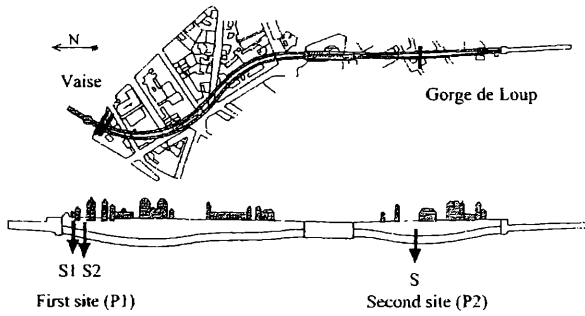 N
Vaise
Gorge de Loup
S1 S2
S
First site (P1)
Second site (P2)